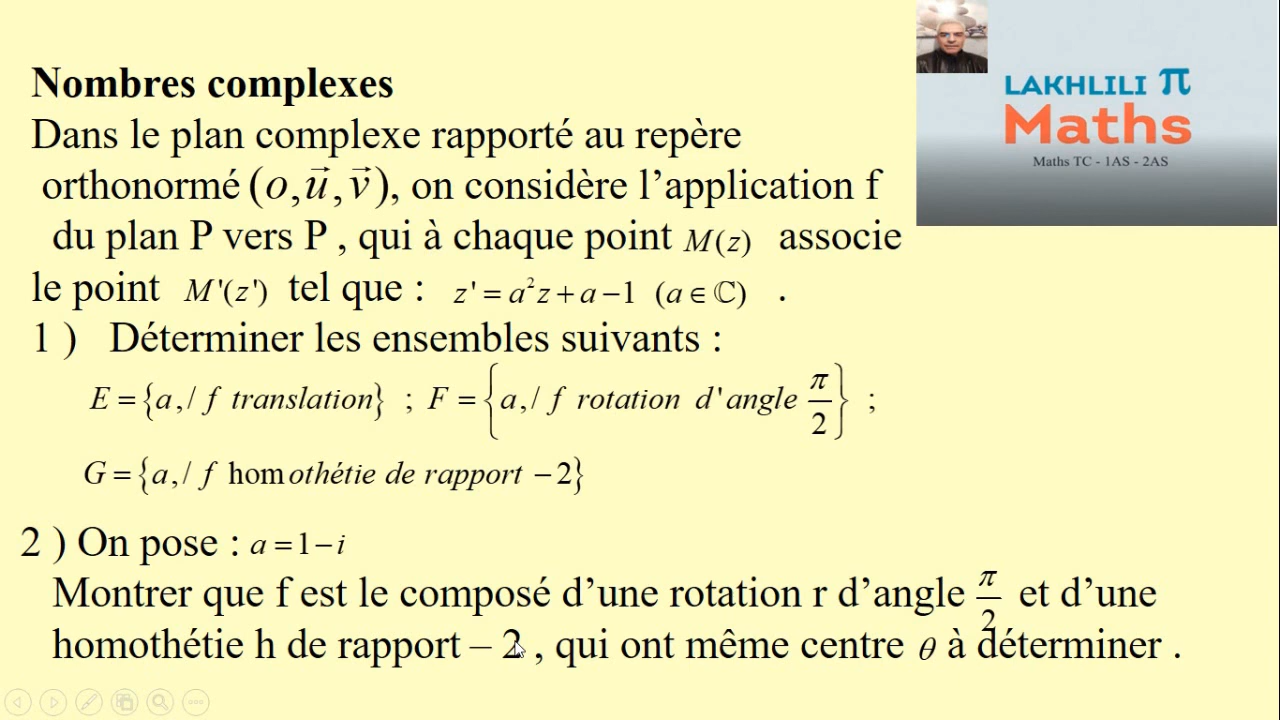 Nombres complexes
Dans le plan complexe rapporté au repère
orthonormé (o, u⃗, v⃗), on considère l’application f
du plan P vers P , qui à chaque point M(z) associe
le point M'(z') tel que : z' = a²z + a − 1 (a ∈ ℂ) .
1 ) Déterminer les ensembles suivants :
E = {a, / f translation} ; F = {a, / f rotation d'angle π/2} ;
G = {a, / f homothétie de rapport − 2}
2 ) On pose : a = 1 − i
Montrer que f est le composé d’une rotation r d’angle π/2 et d’une
homothétie h de rapport – 2 , qui ont même centre θ à déterminer .
LAKHLILI π
Maths
Maths TC - 1AS - 2AS